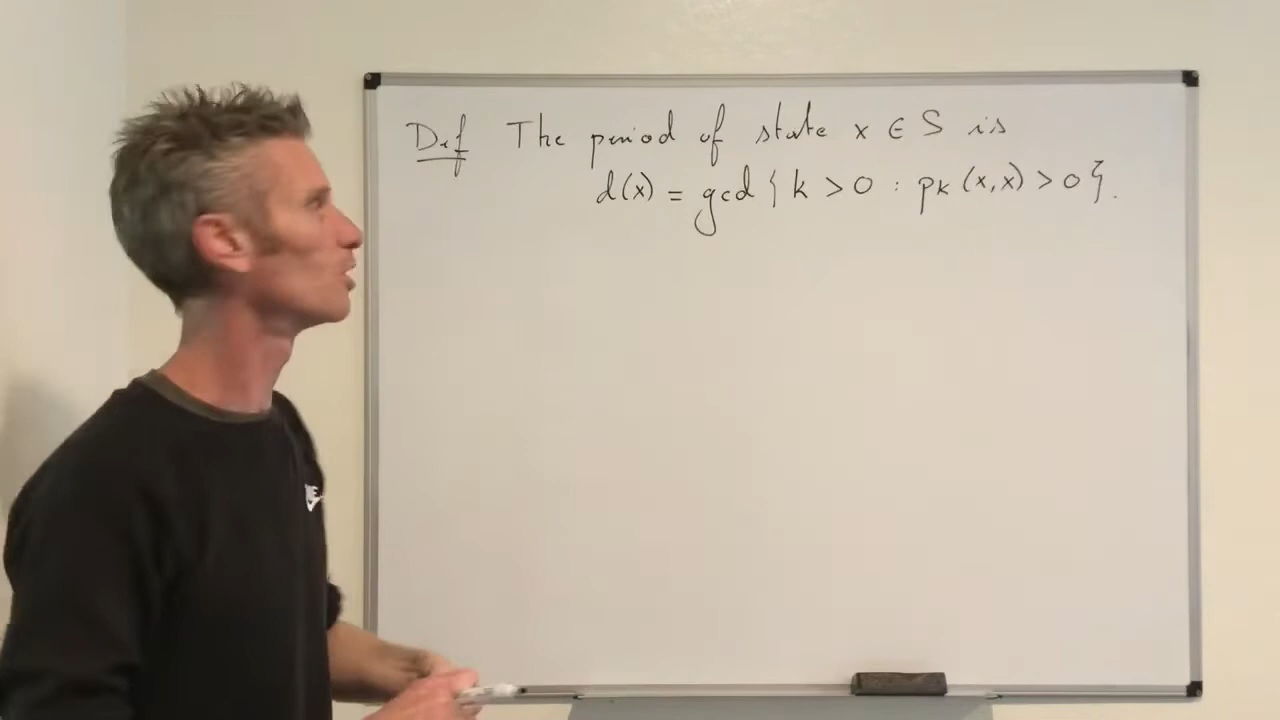 Def The period of state x ∈ S is
d(x) = gcd { k > 0 : pk (x,x) > 0 }.